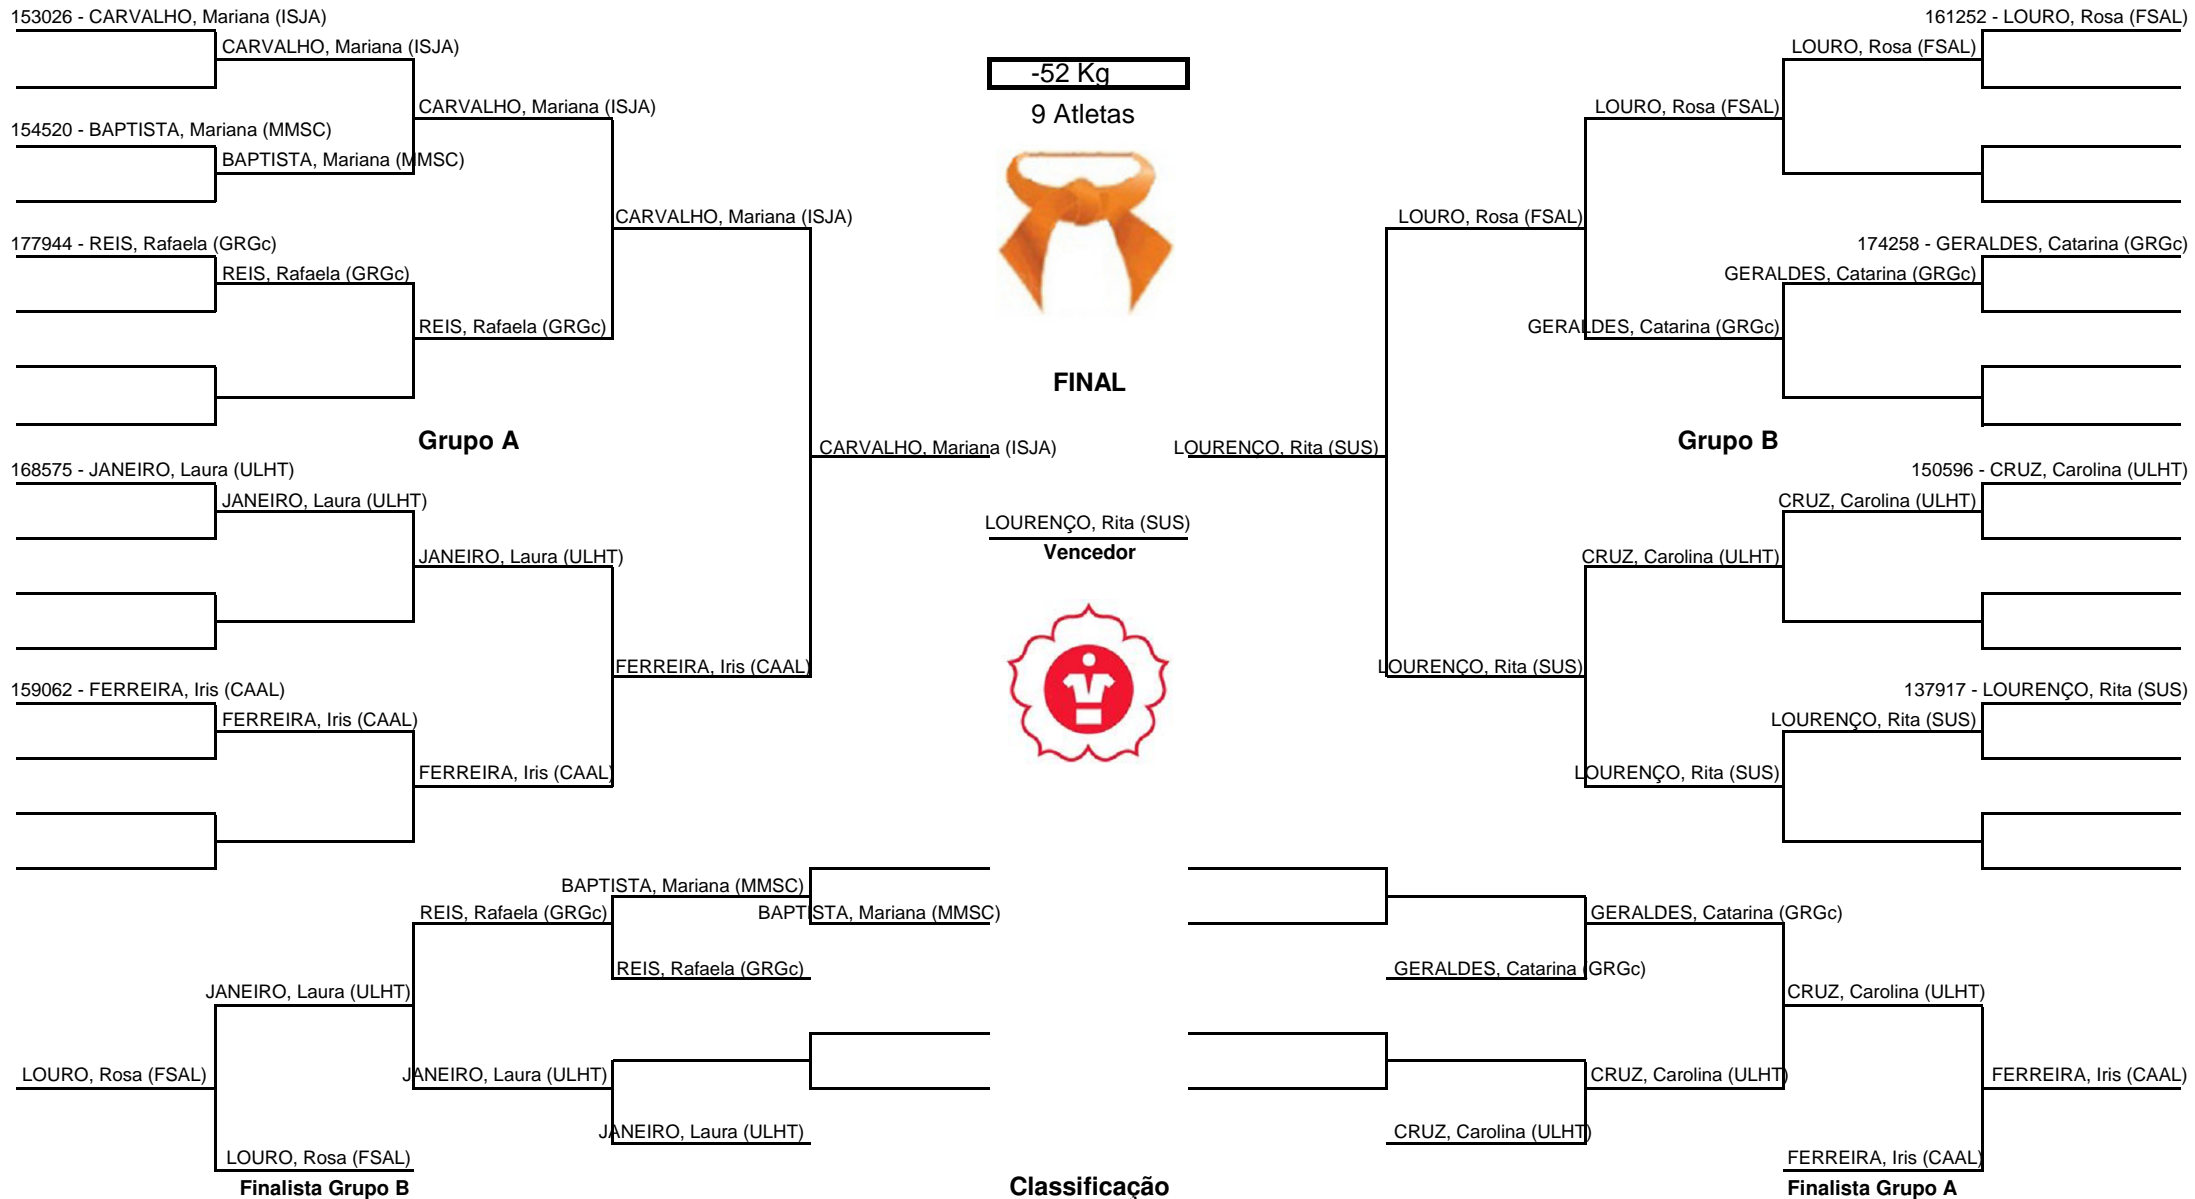 153026 - CARVALHO, Mariana (ISJA)
161252 - LOURO, Rosa (FSAL)
CARVALHO, Mariana (ISJA)
LOURO, Rosa (FSAL)
-52 Kg
CARVALHO, Mariana (ISJA)
9 Atletas
LOURO, Rosa (FSAL)
154520 - BAPTISTA, Mariana (MMSC)
BAPTISTA, Mariana (MMSC)
CARVALHO, Mariana (ISJA)
LOURO, Rosa (FSAL)
177944 - REIS, Rafaela (GRGc)
174258 - GERALDES, Catarina (GRGc)
REIS, Rafaela (GRGc)
GERALDES, Catarina (GRGc)
REIS, Rafaela (GRGc)
GERALDES, Catarina (GRGc)
FINAL
Grupo A
Grupo B
CARVALHO, Mariana (ISJA)
LOURENÇO, Rita (SUS)
168575 - JANEIRO, Laura (ULHT)
150596 - CRUZ, Carolina (ULHT)
JANEIRO, Laura (ULHT)
CRUZ, Carolina (ULHT)
LOURENÇO, Rita (SUS)
Vencedor
JANEIRO, Laura (ULHT)
CRUZ, Carolina (ULHT)
FERREIRA, Iris (CAAL)
LOURENÇO, Rita (SUS)
159062 - FERREIRA, Iris (CAAL)
137917 - LOURENÇO, Rita (SUS)
FERREIRA, Iris (CAAL)
LOURENÇO, Rita (SUS)
FERREIRA, Iris (CAAL)
LOURENÇO, Rita (SUS)
BAPTISTA, Mariana (MMSC)
REIS, Rafaela (GRGc)
BAPTISTA, Mariana (MMSC)
GERALDES, Catarina (GRGc)
REIS, Rafaela (GRGc)
GERALDES, Catarina (GRGc)
JANEIRO, Laura (ULHT)
CRUZ, Carolina (ULHT)
LOURO, Rosa (FSAL)
JANEIRO, Laura (ULHT)
CRUZ, Carolina (ULHT)
FERREIRA, Iris (CAAL)
JANEIRO, Laura (ULHT)
CRUZ, Carolina (ULHT)
LOURO, Rosa (FSAL)
FERREIRA, Iris (CAAL)
Finalista Grupo B
Classificação
Finalista Grupo A